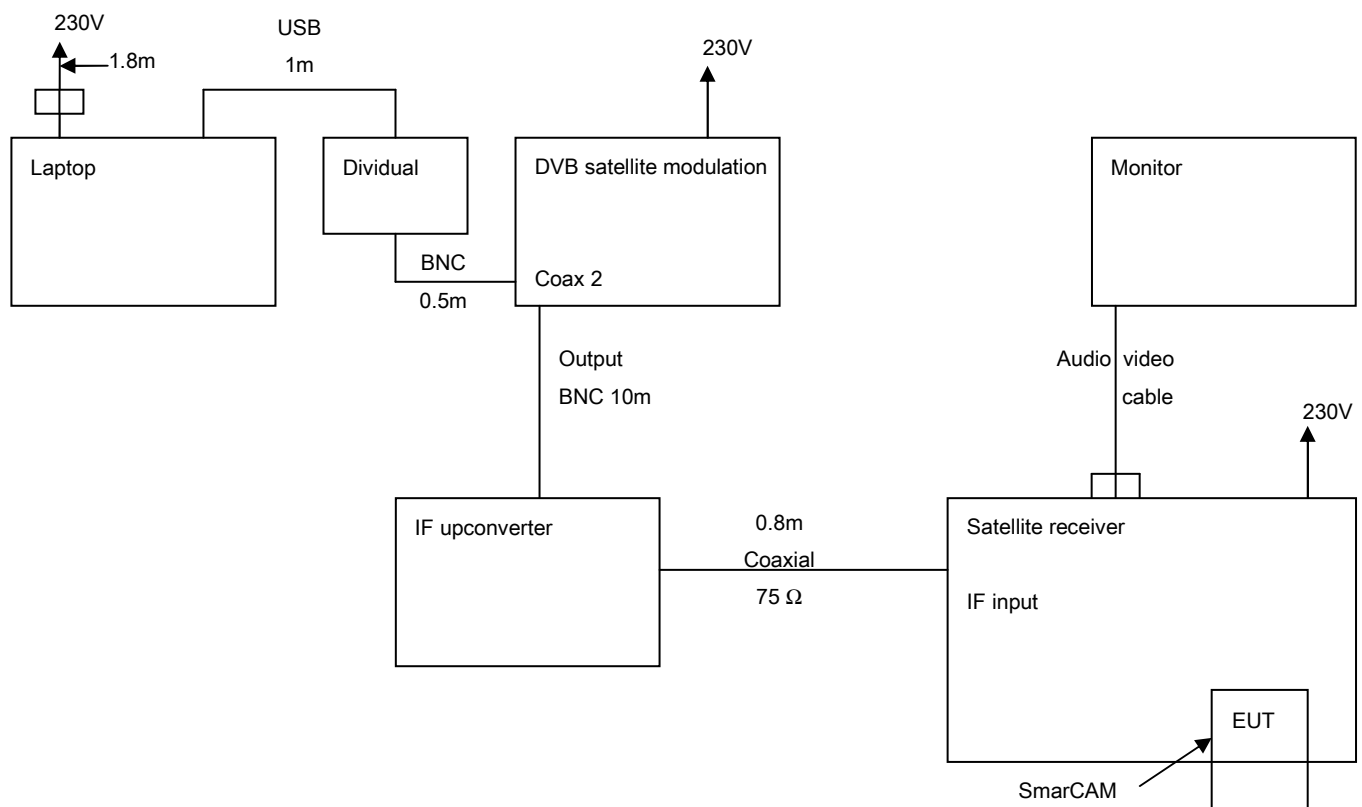 230V
1.8m
USB
1m
230V
Laptop
Dividual
DVB satellite modulation
Monitor
BNC
0.5m
Coax 2
Output
BNC 10m
Audio video
cable
230V
IF upconverter
0.8m
Coaxial
75 Ω
Satellite receiver
IF input
EUT
SmarCAM